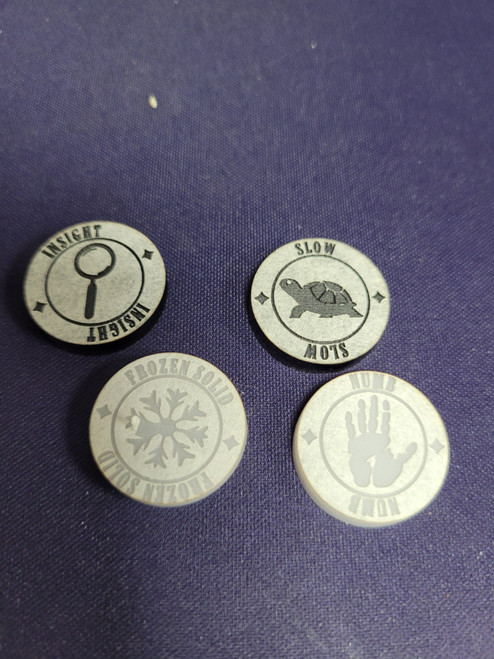 INSIGHT
INSIGHT
SLOW
SLOW
FROZEN SOLID
FROZEN SOLID
NUMB
NUMB